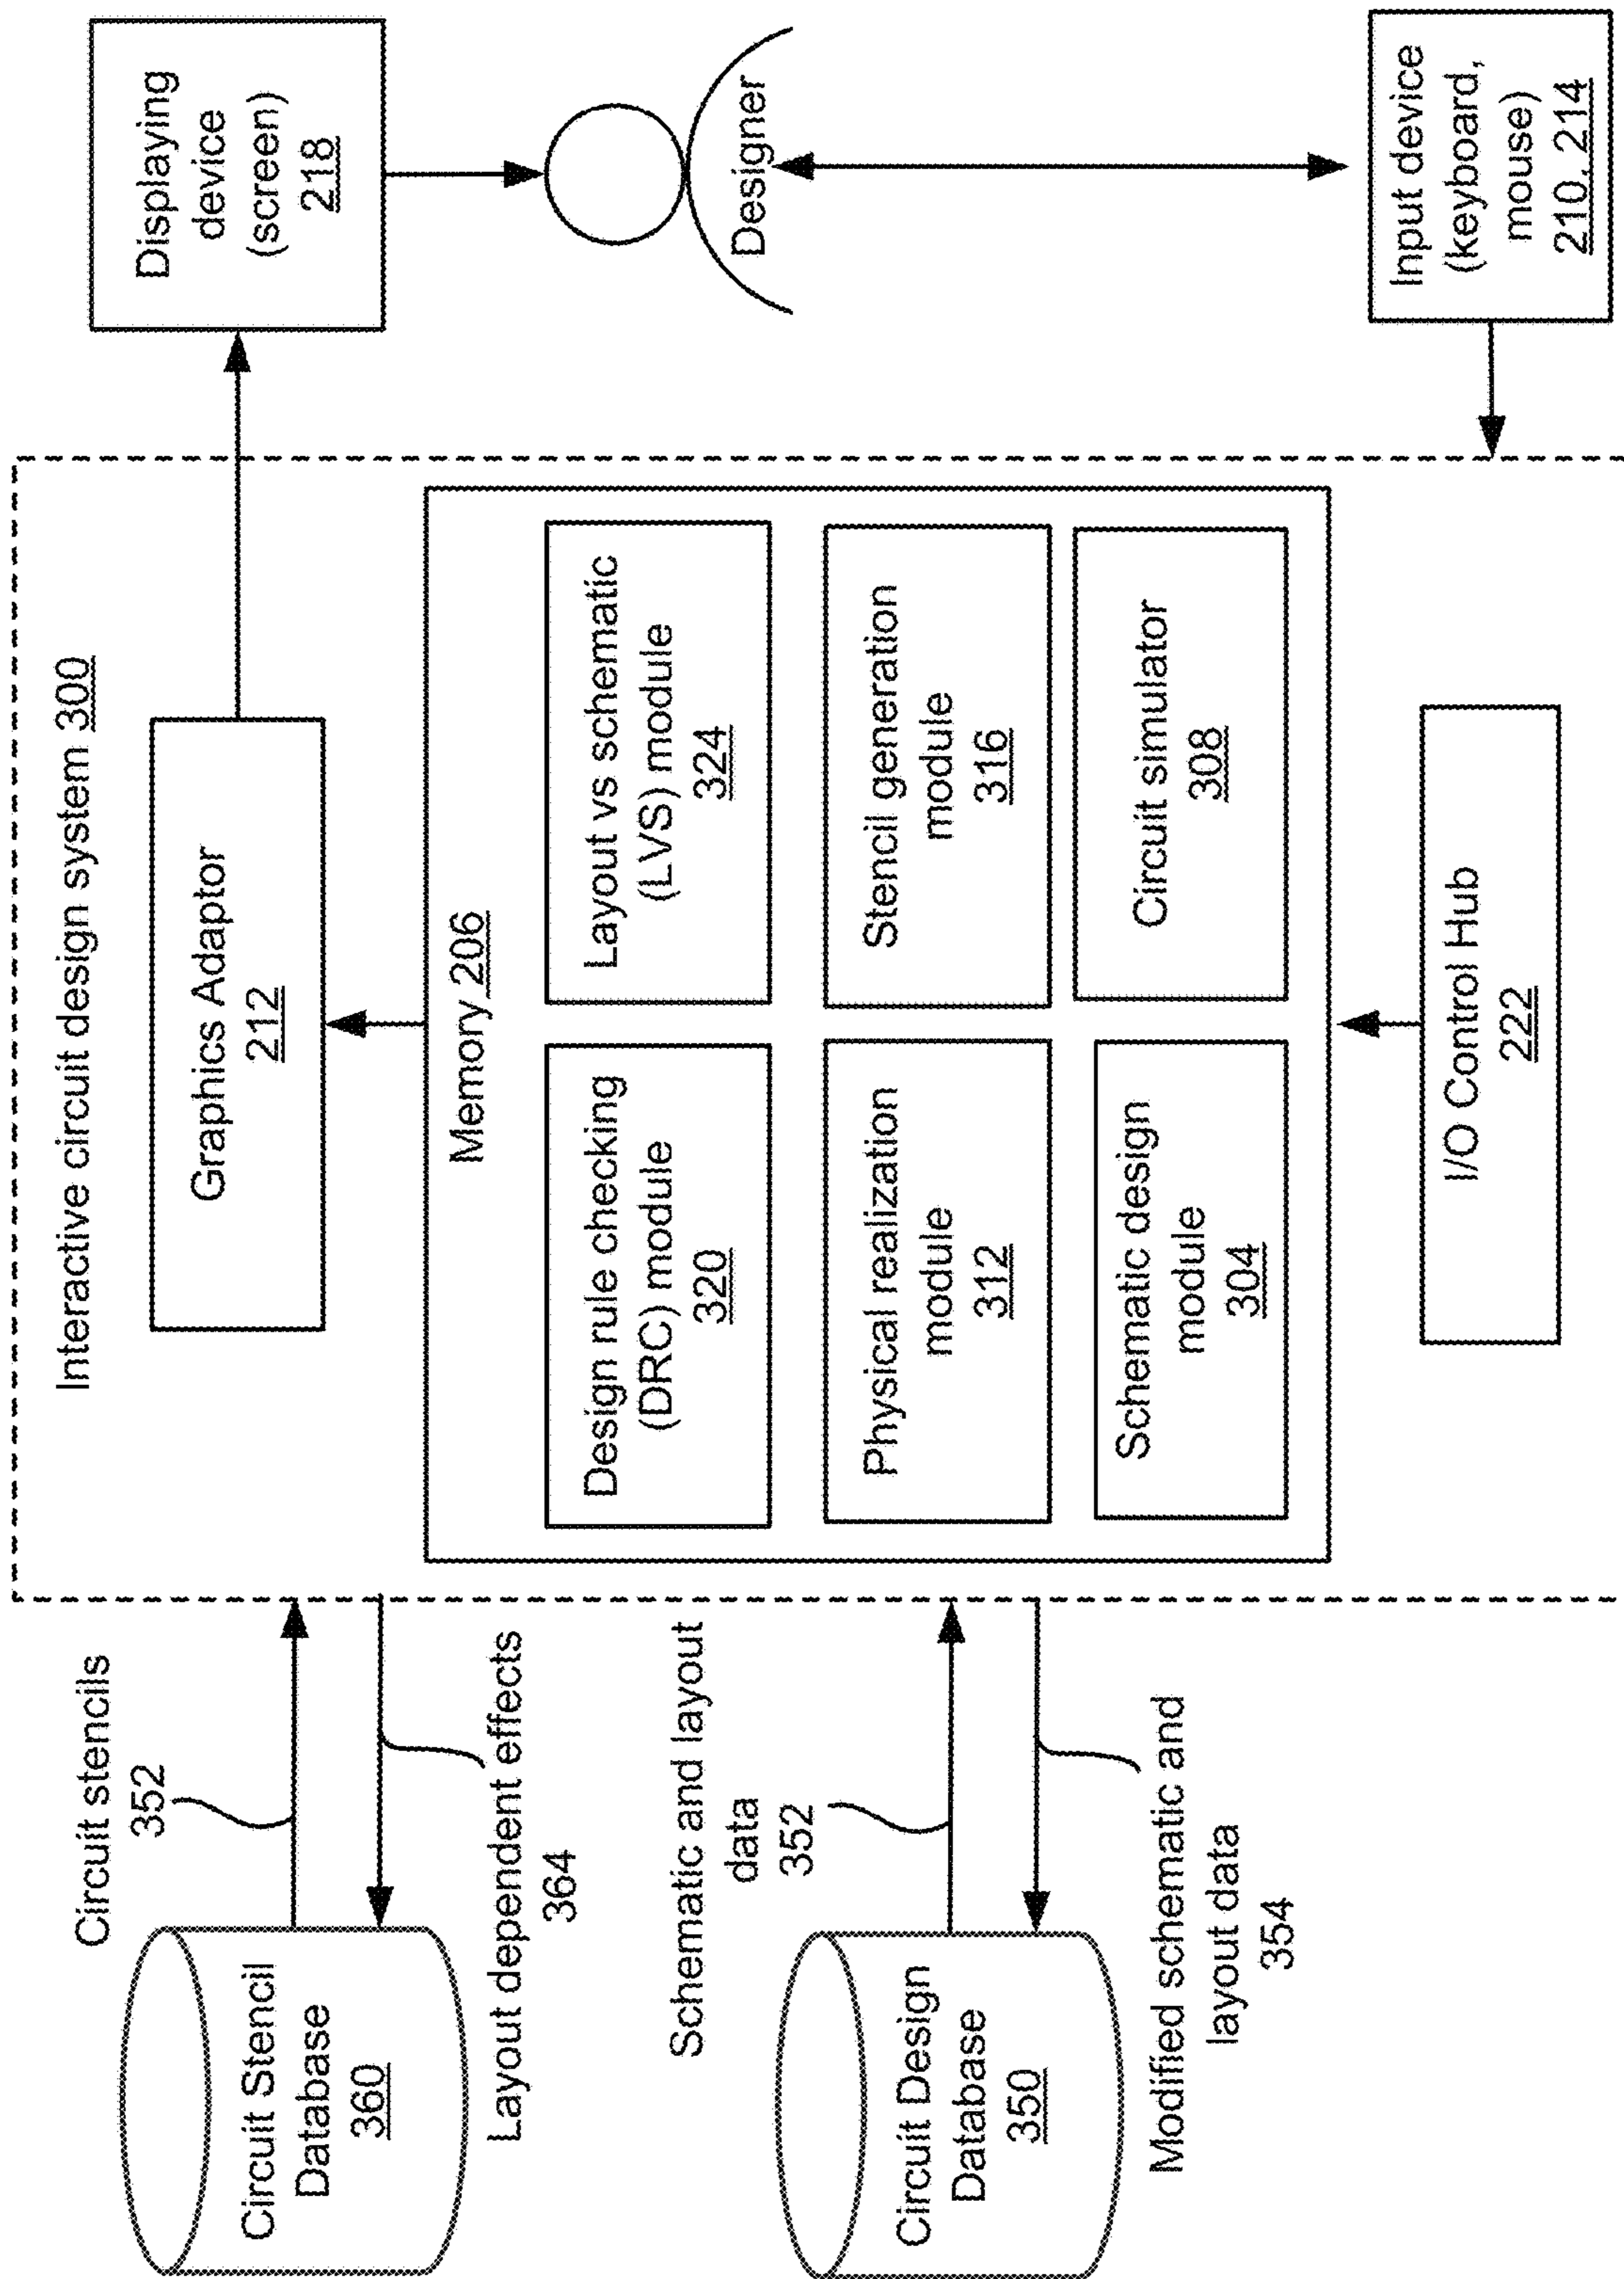 Interactive circuit design system 300
Circuit stencils
352
Circuit Stencil
Database
360
Layout dependent effects
364
Schematic and layout
data
352
Circuit Design
Database
350
Modified schematic and
layout data
354
Graphics Adaptor
212
Memory 206
Design rule checking
(DRC) module
320
Layout vs schematic
(LVS) module
324
Physical realization
module
312
Stencil generation
module
316
Schematic design
module
304
Circuit simulator
308
I/O Control Hub
222
Displaying
device
(screen)
218
Designer
Input device
(keyboard,
mouse)
210, 214